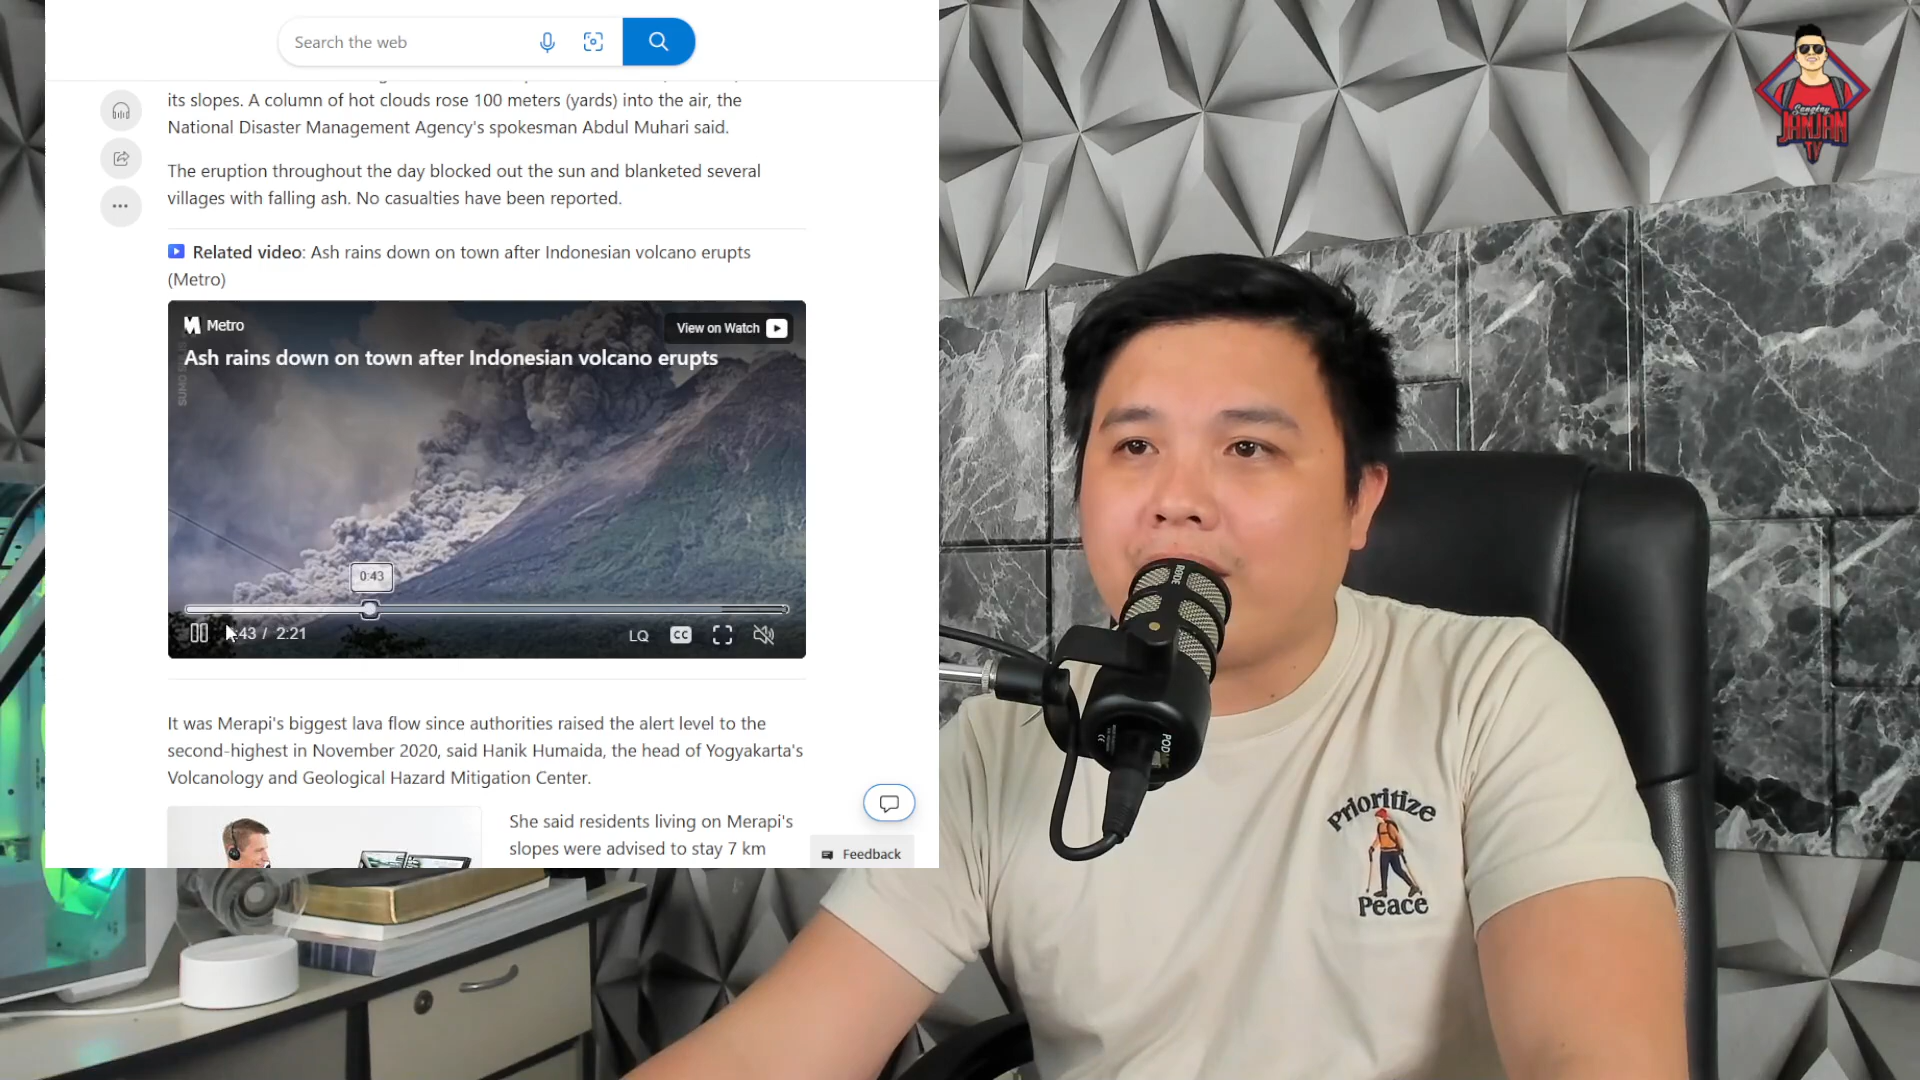 Search the web
its slopes. A column of hot clouds rose 100 meters (yards) into the air, the
National Disaster Management Agency's spokesman Abdul Muhari said.
The eruption throughout the day blocked out the sun and blanketed several
villages with falling ash. No casualties have been reported.
Related video: Ash rains down on town after Indonesian volcano erupts
(Metro)
Metro
View on Watch
Ash rains down on town after Indonesian volcano erupts
0:43
:43 / 2:21
LQ
CC
It was Merapi's biggest lava flow since authorities raised the alert level to the
second-highest in November 2020, said Hanik Humaida, the head of Yogyakarta's
Volcanology and Geological Hazard Mitigation Center.
She said residents living on Merapi's
slopes were advised to stay 7 km
Feedback
Sangkay
JANJAN
TV
RØDE
Prioritize
Peace